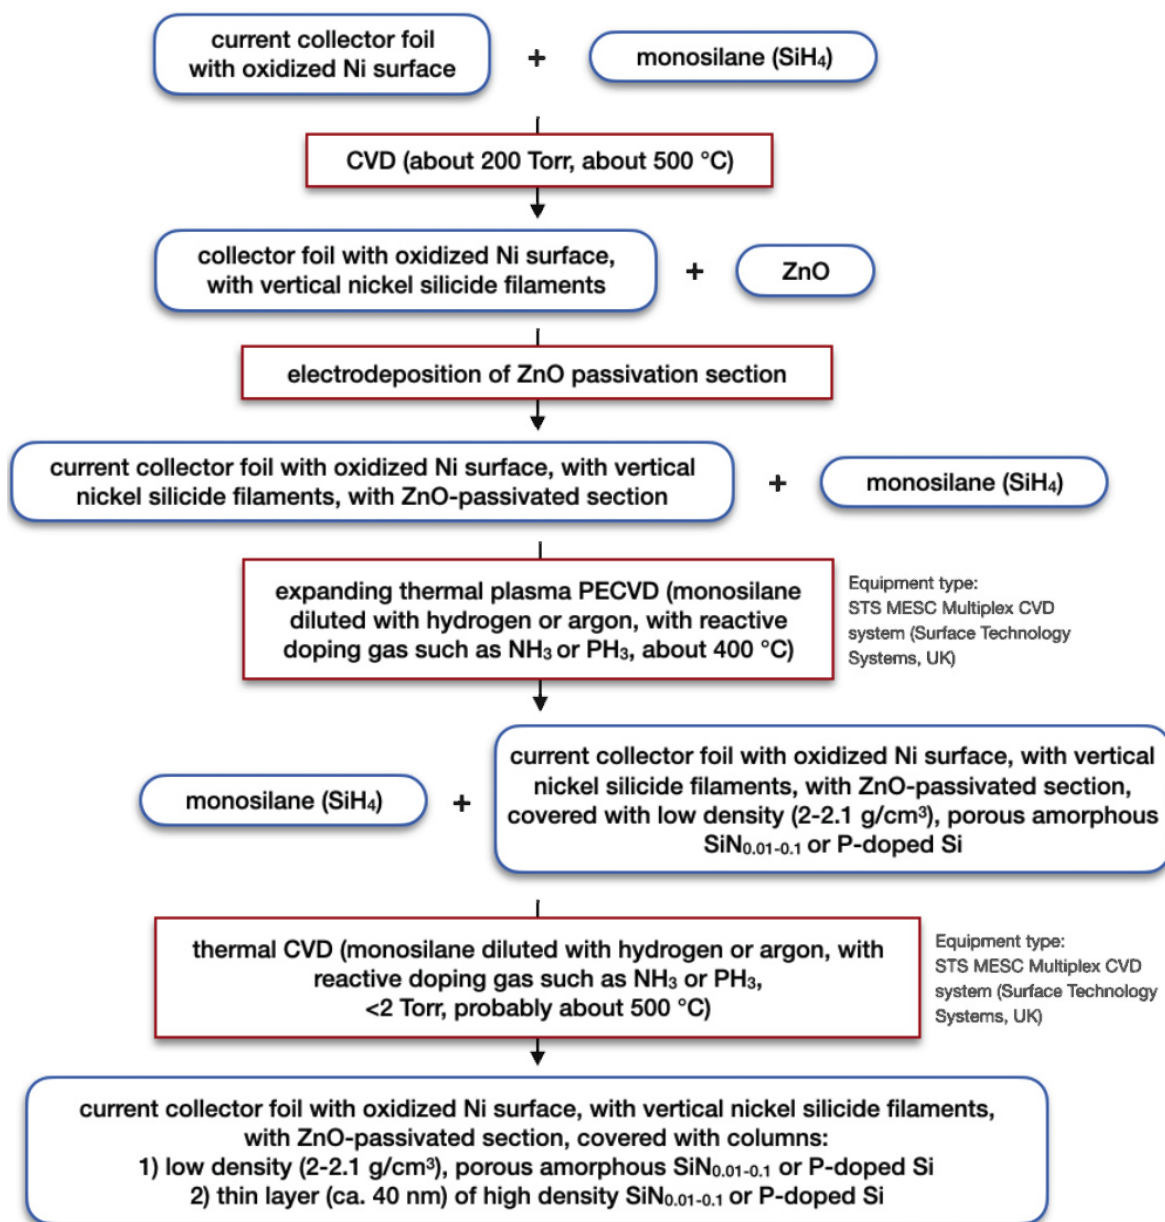 current collector foil
with oxidized Ni surface
+
monosilane (SiH₄)
CVD (about 200 Torr, about 500 °C)
collector foil with oxidized Ni surface,
with vertical nickel silicide filaments
+
ZnO
electrodeposition of ZnO passivation section
current collector foil with oxidized Ni surface, with vertical
nickel silicide filaments, with ZnO-passivated section
+
monosilane (SiH₄)
expanding thermal plasma PECVD (monosilane
diluted with hydrogen or argon, with reactive
doping gas such as NH₃ or PH₃, about 400 °C)
Equipment type:
STS MESC Multiplex CVD
system (Surface Technology
Systems, UK)
monosilane (SiH₄)
+
current collector foil with oxidized Ni surface, with vertical
nickel silicide filaments, with ZnO-passivated section,
covered with low density (2-2.1 g/cm³), porous amorphous
SiN₀.₀₁₋₀.₁ or P-doped Si
thermal CVD (monosilane diluted with hydrogen or argon, with
reactive doping gas such as NH₃ or PH₃,
<2 Torr, probably about 500 °C)
Equipment type:
STS MESC Multiplex CVD
system (Surface Technology
Systems, UK)
current collector foil with oxidized Ni surface, with vertical nickel silicide filaments,
with ZnO-passivated section, covered with columns:
1) low density (2-2.1 g/cm³), porous amorphous SiN₀.₀₁₋₀.₁ or P-doped Si
2) thin layer (ca. 40 nm) of high density SiN₀.₀₁₋₀.₁ or P-doped Si